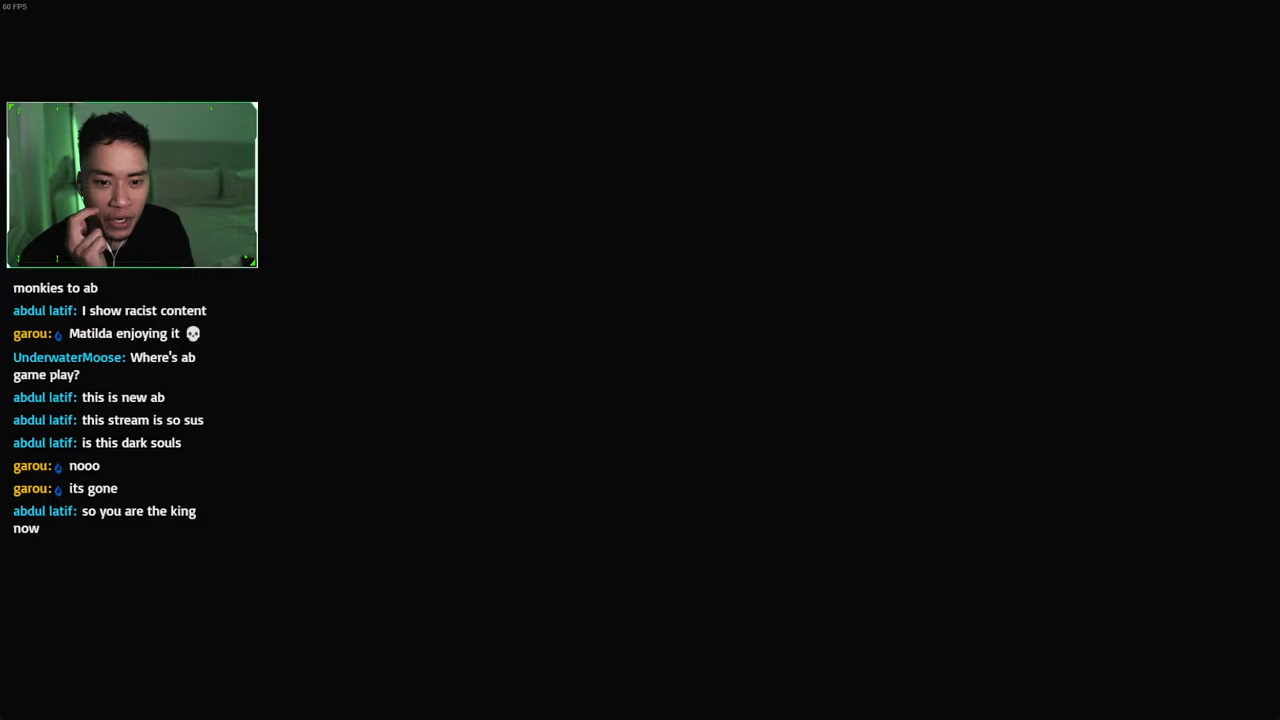 60 FPS
monkies to ab
abdul latif: I show racist content
garou: Matilda enjoying it 💀
UnderwaterMoose: Where's ab
game play?
abdul latif: this is new ab
abdul latif: this stream is so sus
abdul latif: is this dark souls
garou: nooo
garou: its gone
abdul latif: so you are the king
now